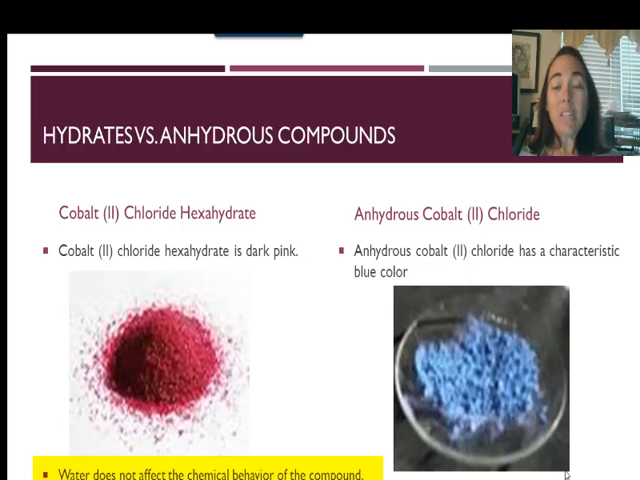 HYDRATES VS. ANHYDROUS COMPOUNDS
Cobalt (II) Chloride Hexahydrate
Cobalt (II) chloride hexahydrate is dark pink.
Anhydrous Cobalt (II) Chloride
Anhydrous cobalt (II) chloride has a characteristic
blue color
Water does not affect the chemical behavior of the compound.